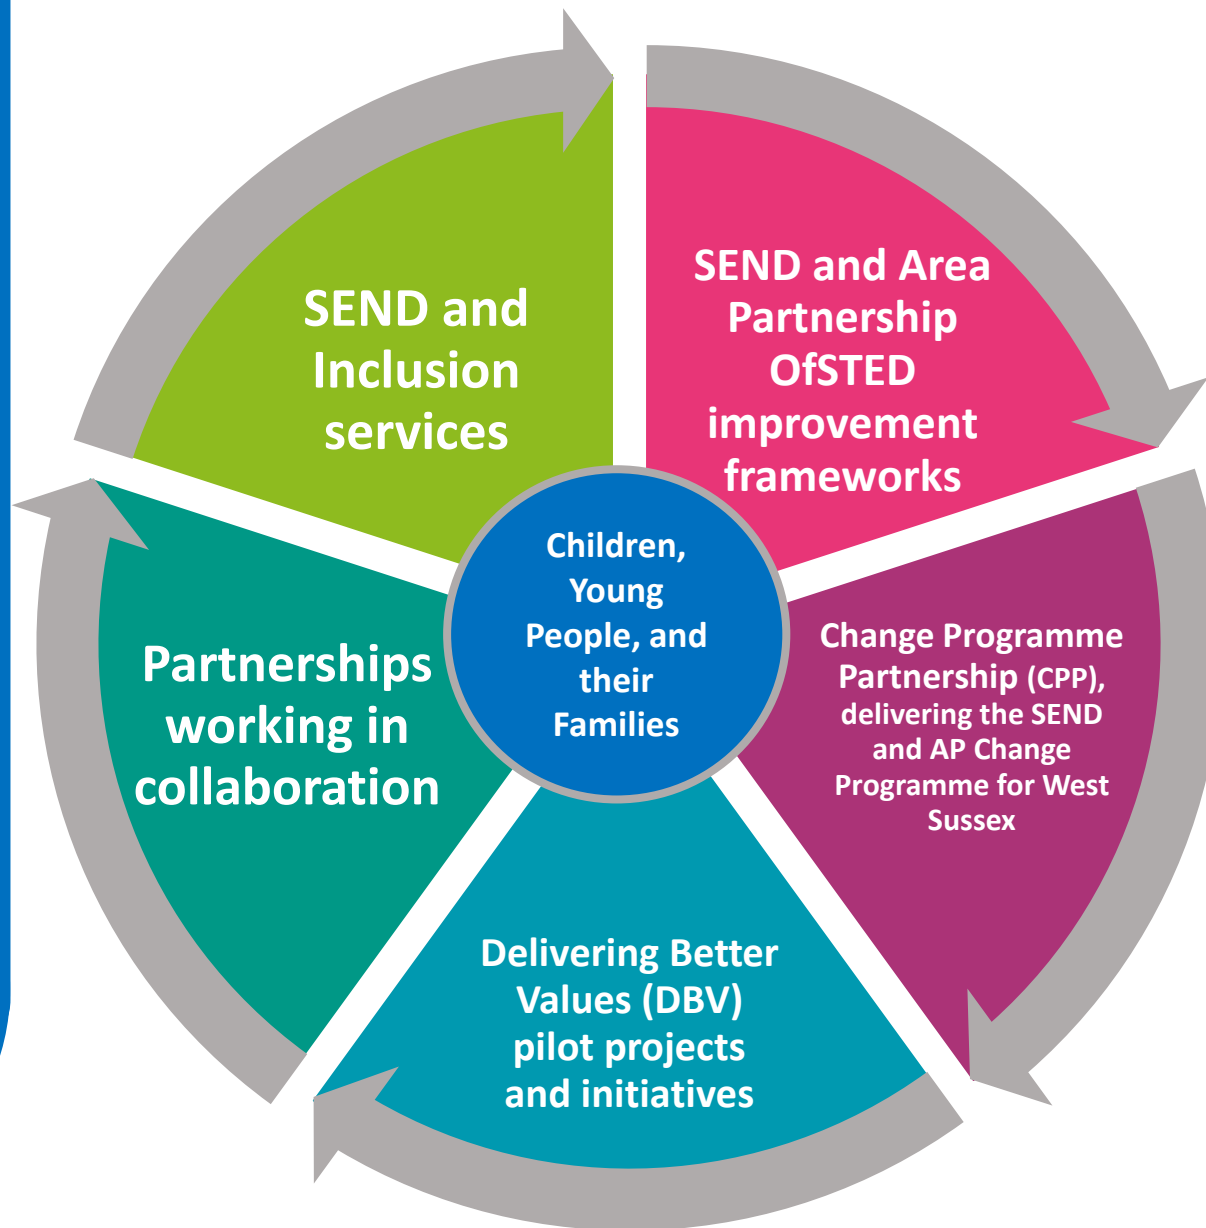 SEND and
Inclusion
services
SEND and Area
Partnership
OfSTED
improvement
frameworks
Children,
Young
People, and
their
Families
Change Programme
Partnership (CPP),
delivering the SEND
and AP Change
Programme for West
Sussex
Partnerships
working in
collaboration
Delivering Better
Values (DBV)
pilot projects
and initiatives